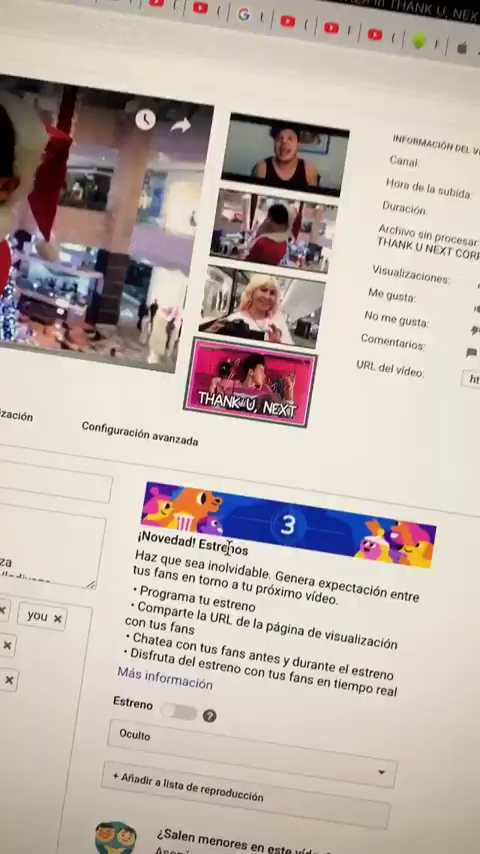 THANK U, NEX
INFORMACIÓN DEL V
Canal:
Hora de la subida:
Duración:
Archivo sin procesar:
THANK U NEXT CORR
Visualizaciones:
Me gusta:
No me gusta:
Comentarios:
URL del vídeo:
ht
THANK U, NEXT
ización
Configuración avanzada
3
¡Novedad! Estrenos
Haz que sea inolvidable. Genera expectación entre
tus fans en torno a tu próximo vídeo.
• Programa tu estreno
• Comparte la URL de la página de visualización
con tus fans
• Chatea con tus fans antes y durante el estreno
• Disfruta del estreno con tus fans en tiempo real
Más información
za
you ×
Estreno
Oculto
+ Añadir a lista de reproducción
¿Salen menores en este